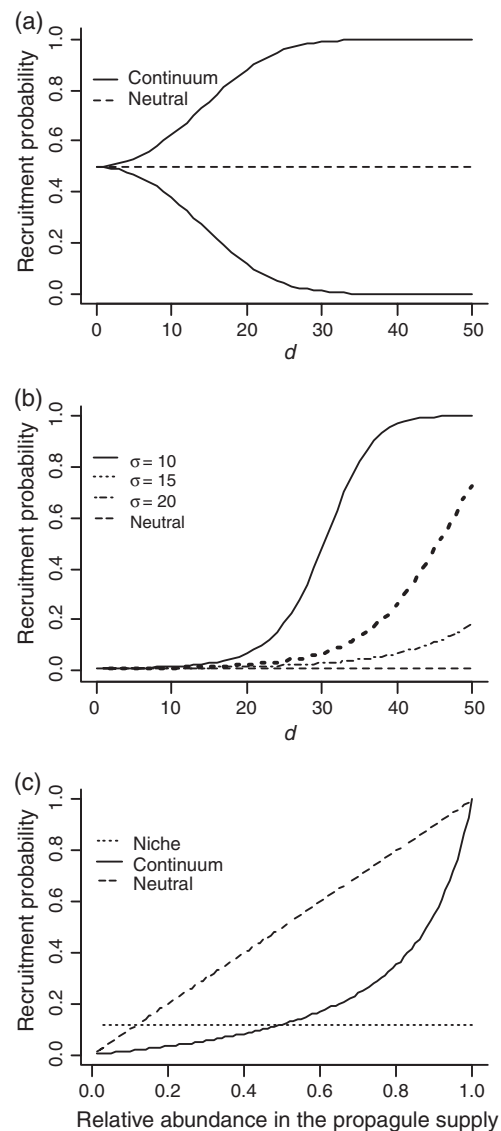 (a)
Recruitment probability
0.0 0.2 0.4 0.6 0.8 1.0
Continuum
Neutral
0 10 20 30 40 50
d
(b)
Recruitment probability
0.0 0.2 0.4 0.6 0.8 1.0
σ = 10
σ = 15
σ = 20
Neutral
0 10 20 30 40 50
d
(c)
Recruitment probability
0.0 0.2 0.4 0.6 0.8 1.0
Niche
Continuum
Neutral
0.0 0.2 0.4 0.6 0.8 1.0
Relative abundance in the propagule supply